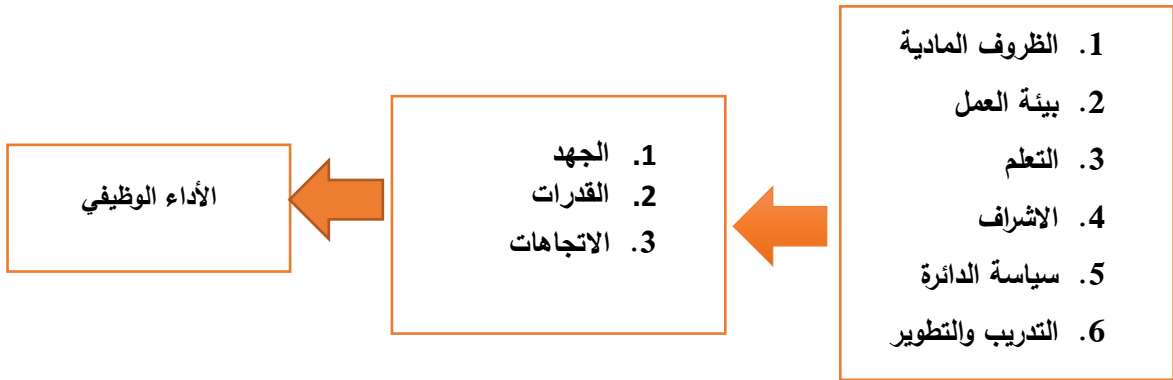 1. الظروف المادية
2. بيئة العمل
3. التعلم
4. الاشراف
5. سياسة الدائرة
6. التدريب والتطوير
1. الجهد
2. القدرات
3. الاتجاهات
الأداء الوظيفي